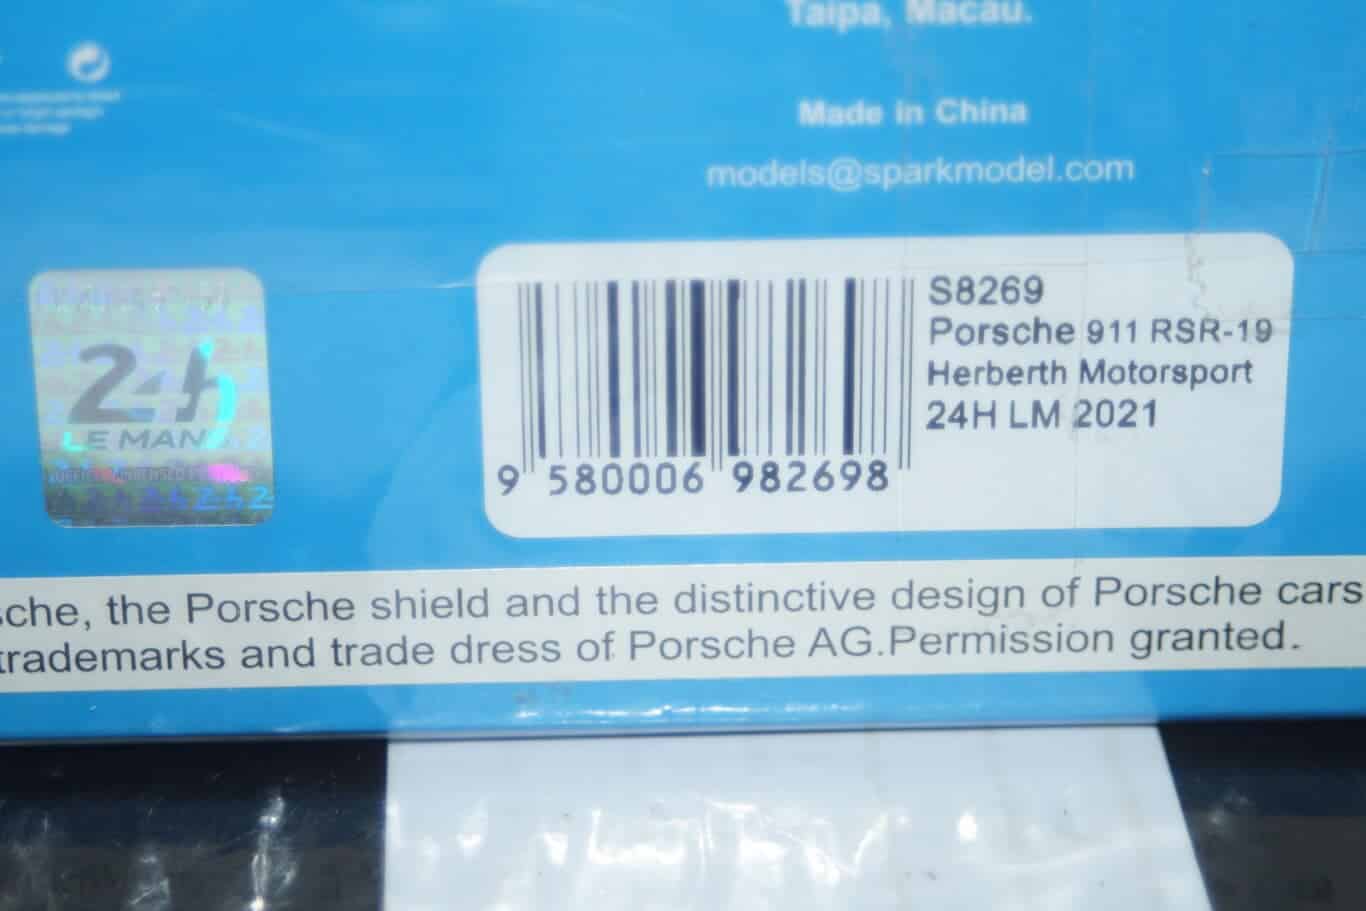 Taipa, Macau.
Made in China
models@sparkmodel.com
S8269
Porsche 911 RSR-19
Herberth Motorsport
24H LM 2021
9 580006 982698
24h
LE MANS
sche, the Porsche shield and the distinctive design of Porsche cars
trademarks and trade dress of Porsche AG.Permission granted.